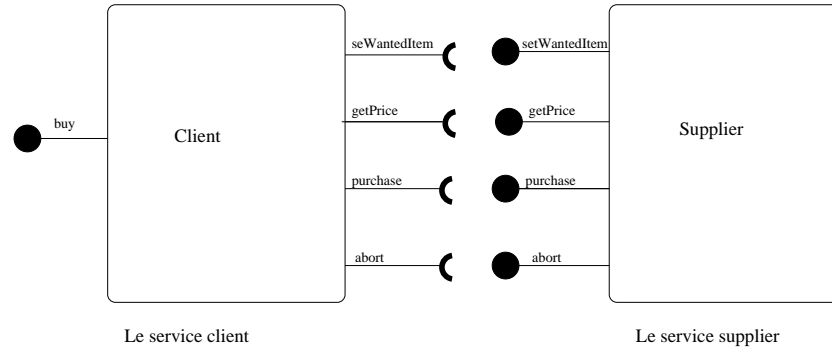 seWantedItem
setWantedItem
getPrice
getPrice
buy
Client
Supplier
purchase
purchase
abort
abort
Le service client
Le service supplier